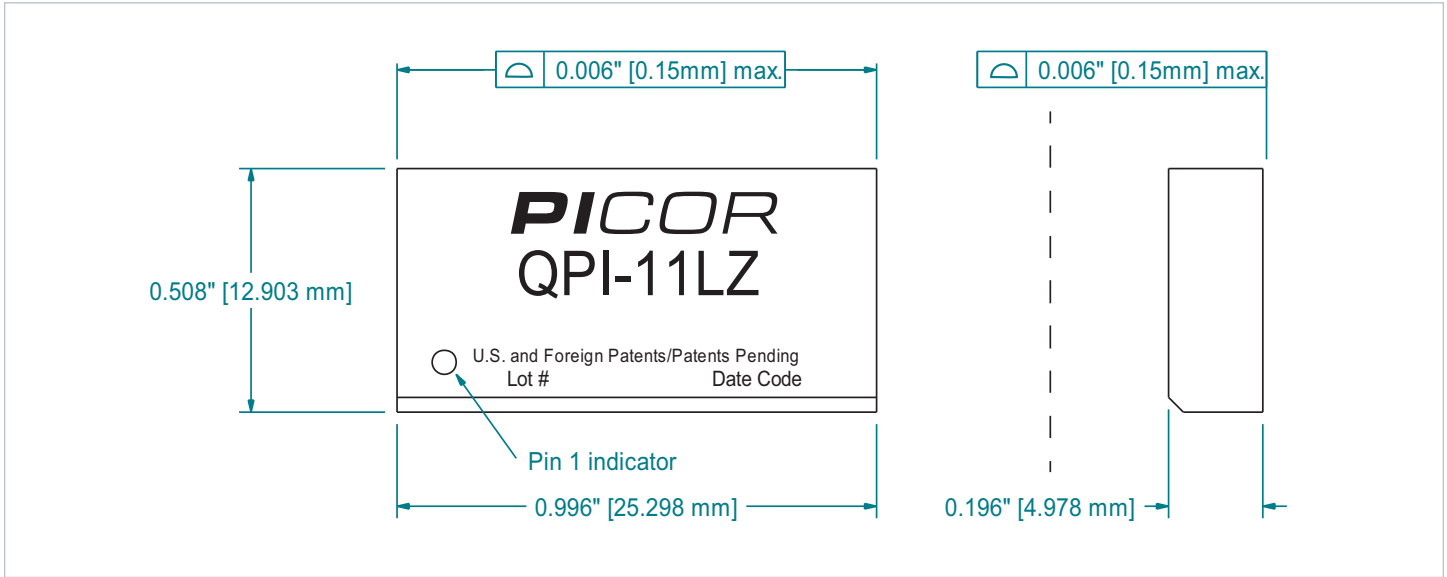 0.006" [0.15mm] max.
0.006" [0.15mm] max.
PICOR
QPI-11LZ
0.508" [12.903 mm]
U.S. and Foreign Patents/Patents Pending
Lot # Date Code
Pin 1 indicator
0.996" [25.298 mm]
0.196" [4.978 mm]